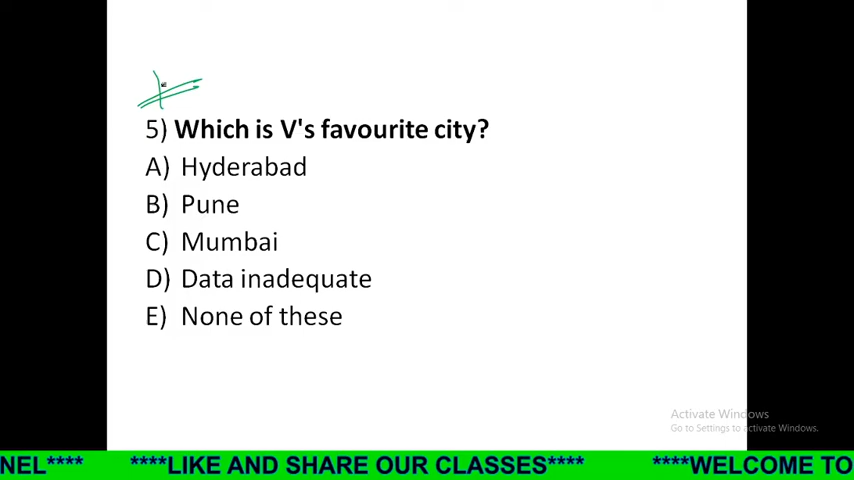 5) Which is V's favourite city?
A) Hyderabad
B) Pune
C) Mumbai
D) Data inadequate
E) None of these
Activate Windows
Go to Settings to activate Windows.
NEL**** ****LIKE AND SHARE OUR CLASSES**** ****WELCOME TO